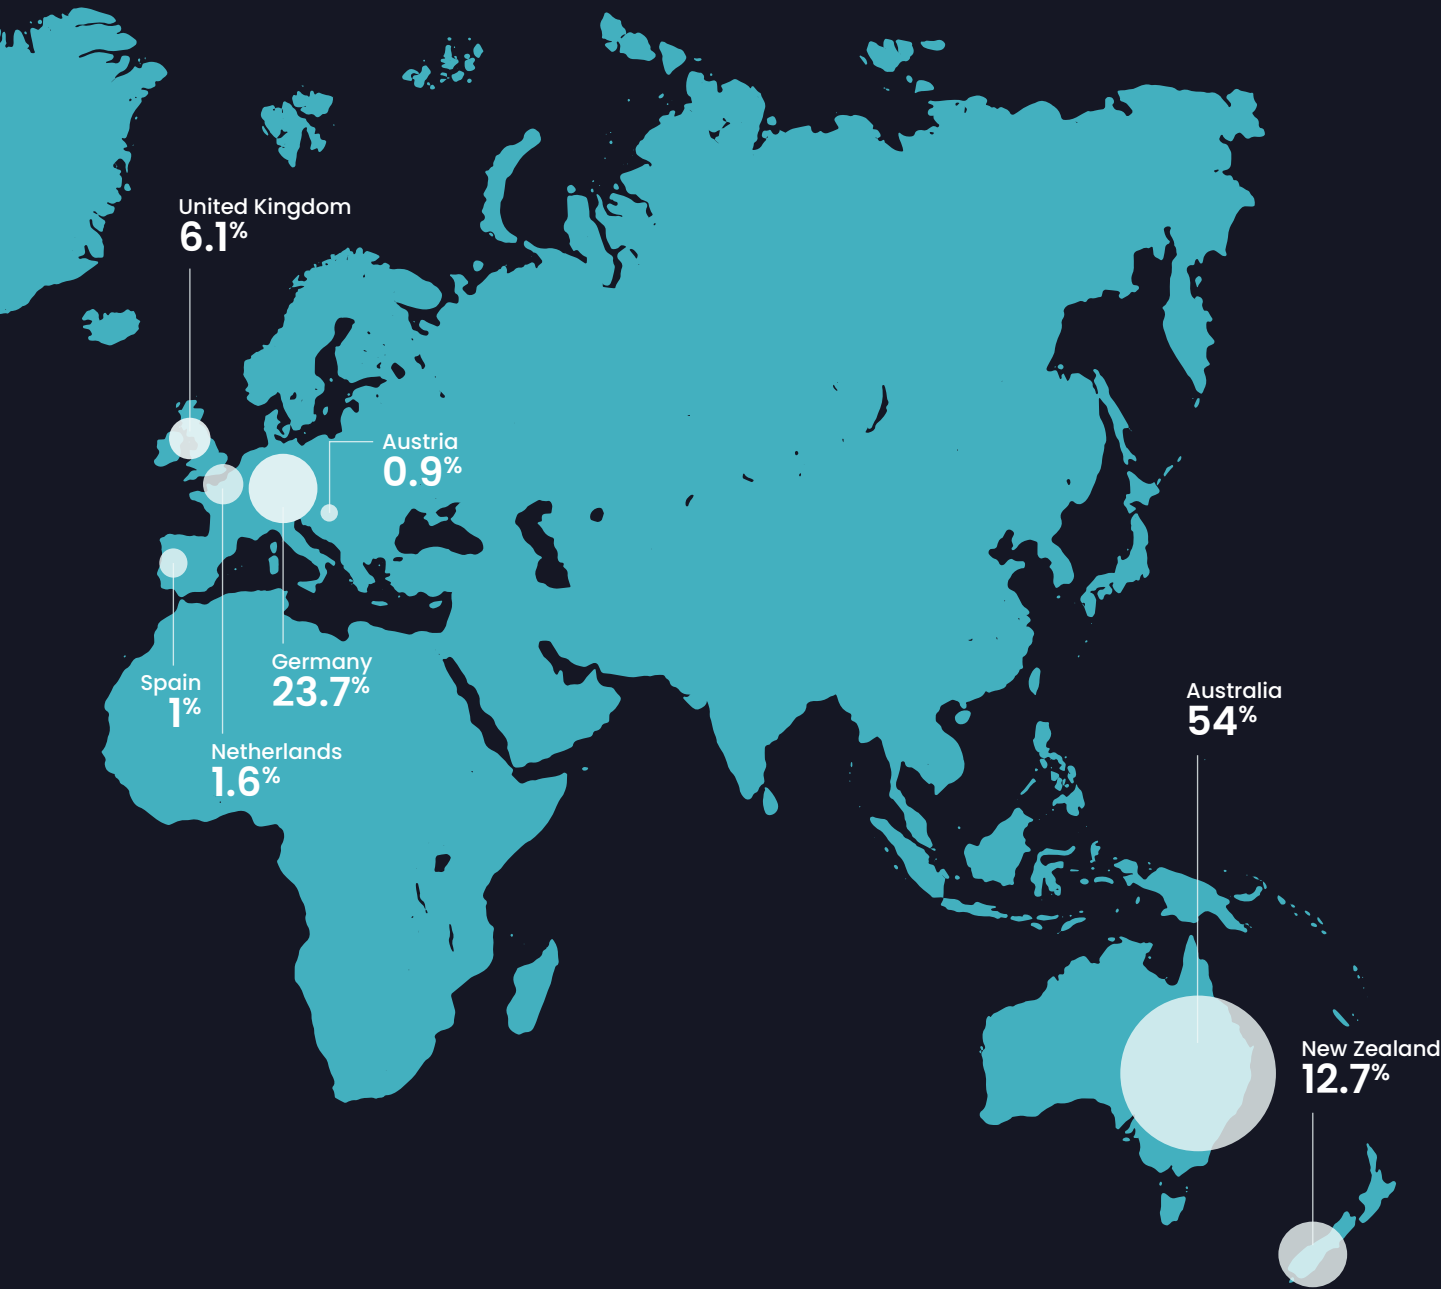 United Kingdom
6.1%
Austria
0.9%
Germany
23.7%
Spain
1%
Netherlands
1.6%
Australia
54%
New Zealand
12.7%